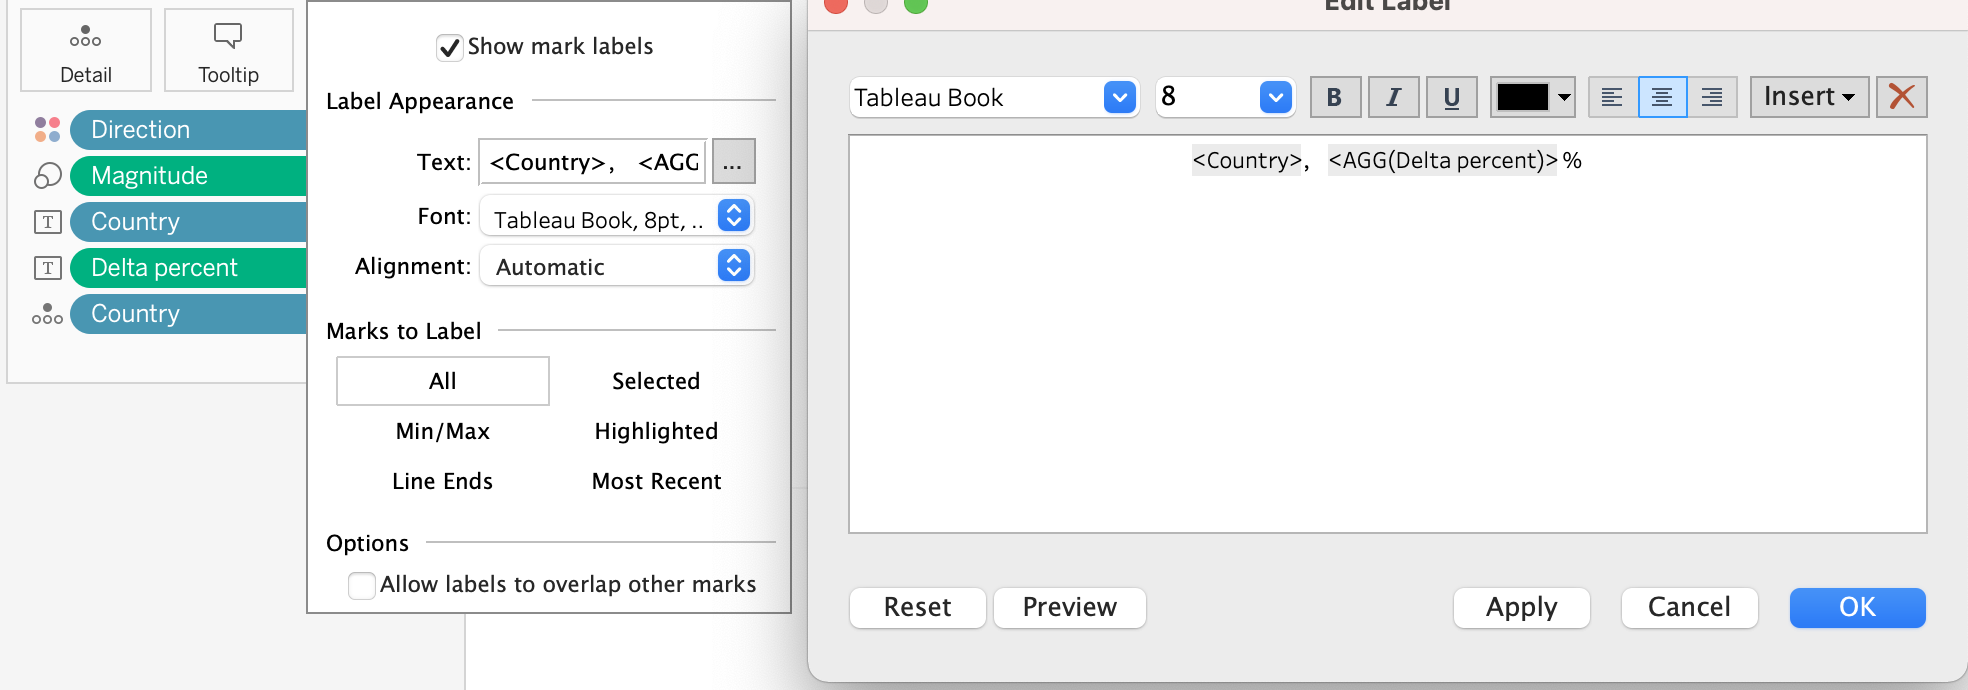 Detail
Tooltip
Direction
Magnitude
T Country
T Delta percent
Country
Show mark labels
Label Appearance
Text: <Country>, <AGG ...
Font: Tableau Book, 8pt, ..
Alignment: Automatic
Marks to Label
All Selected
Min/Max Highlighted
Line Ends Most Recent
Options
Allow labels to overlap other marks
Edit Label
Tableau Book 8 B I U Insert
<Country>, <AGG(Delta percent)> %
Reset Preview Apply Cancel OK